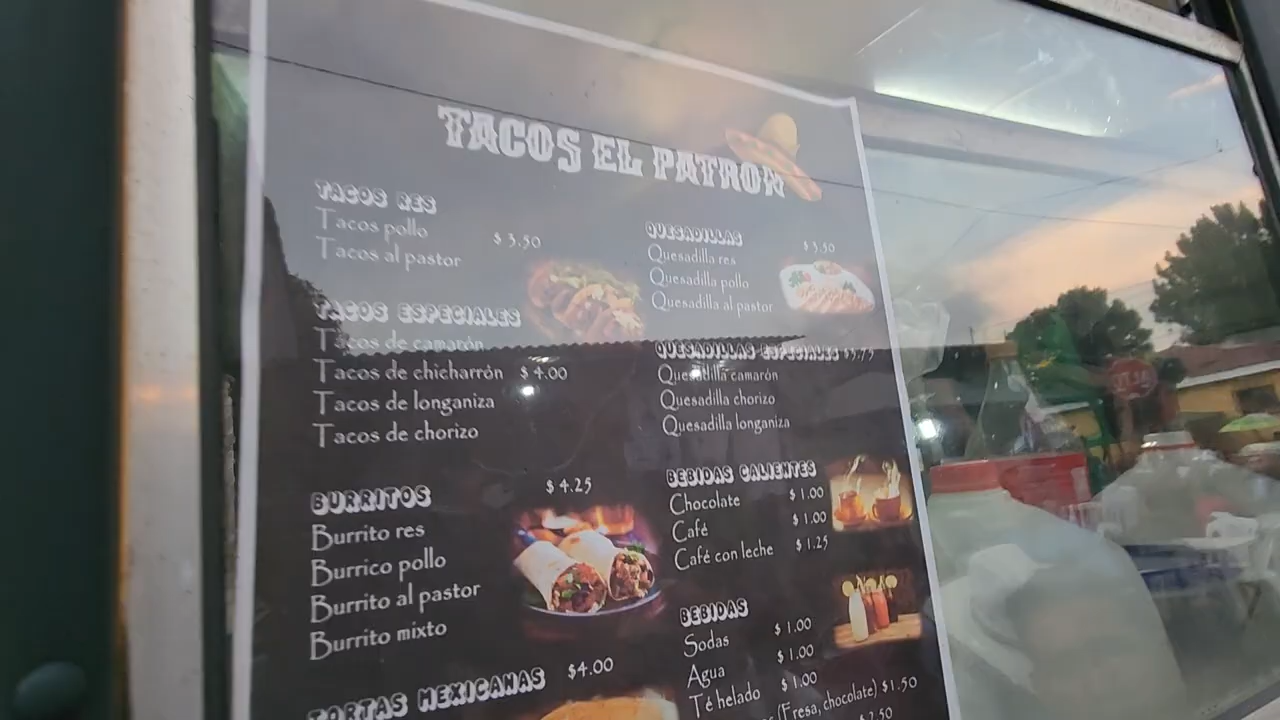 TACOS EL PATRON
TACOS RES
Tacos pollo
Tacos al pastor
$ 3.50
TACOS ESPECIALES
Tacos de camarón
Tacos de chicharrón $ 4.00
Tacos de longaniza
Tacos de chorizo
BURRITOS
$ 4.25
Burrito res
Burrico pollo
Burrito al pastor
Burrito mixto
TORTAS MEXICANAS $4.00
QUESADILLAS
$ 3.50
Quesadilla res
Quesadilla pollo
Quesadilla al pastor
QUESADILLAS ESPECIALES $3.75
Quesadilla camarón
Quesadilla chorizo
Quesadilla longaniza
BEBIDAS CALIENTES
Chocolate $ 1.00
Café $ 1.00
Café con leche $ 1.25
BEBIDAS
Sodas $ 1.00
Agua $ 1.00
Té helado $ 1.00
(Fresa, chocolate) $1.50